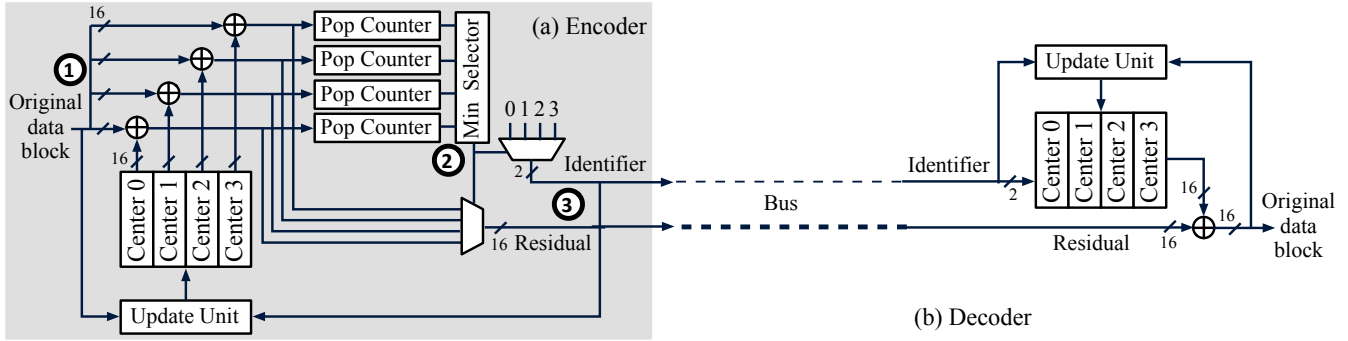 16
Pop Counter
(a) Encoder
Pop Counter
Pop Counter
Pop Counter
Min Selector
1
Original
data
block
16
Center 0
Center 1
Center 2
Center 3
Update Unit
0 1 2 3
2
2
Identifier
3
16
Residual
Bus
Update Unit
Identifier
2
Center 0
Center 1
Center 2
Center 3
16
Residual
16
16
Original
data
block
(b) Decoder